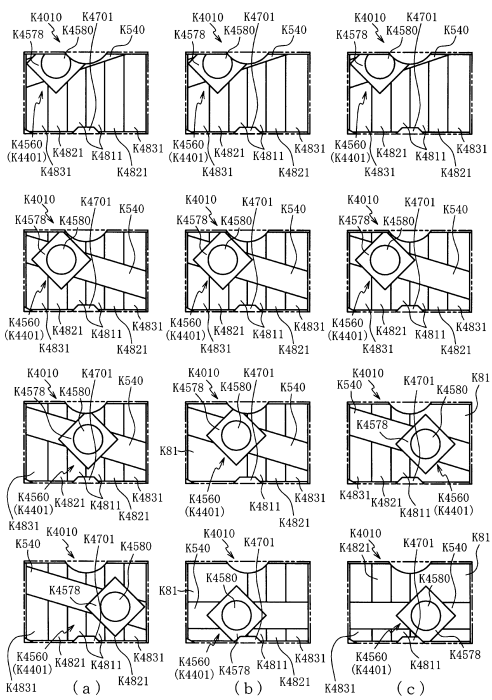 K4010 K4701
K4578 K4580 K540
K4560 K4821 K4811 K4831
(K4401) K4821
K4831
K4010 K4701
K4578 K4580 K540
K4560 K4821 K4811 K4831
(K4401) K4821
K4831
K4010 K4701
K4578 K4580 K540
K4560 K4821 K4811 K4831
(K4401) K4821
K4831
K4010 K4701
K4578 K4580 K540
K4560 K4821 K4831
(K4401) K4811
K4831 K4821
K4010 K4701
K4578 K4580 K540
K4560 K4821 K4831
(K4401) K4811
K4831 K4821
K4010 K4701
K4578 K4580 K540
K4560 K4821 K4831
(K4401) K4811
K4831 K4821
K4701
K4578 K4580 K4010 K540
K4560 K4821 K4831
(K4401) K4811
K4831 K4821
K4010 K4701
K4578 K4580 K540
K81
K4560 K4811 K4831
(K4401) K4821
K4010 K4701 K81
K540 K4580
K4578
K4831 K4821 K4560
K4811 (K4401)
K4010 K4580
K540 K4701
K4578
K4560 K4821 K4811 K4831
K4831 (K4401)
K4010
K540 K4701
K81 K4580
K4560 K4811 K4831
(K4401) K4578 K4821
K4010 K81
K4821 K4701 K540
K4580
K4560 K4811 K4578
K4831 (K4401)
(a) (b) (c)